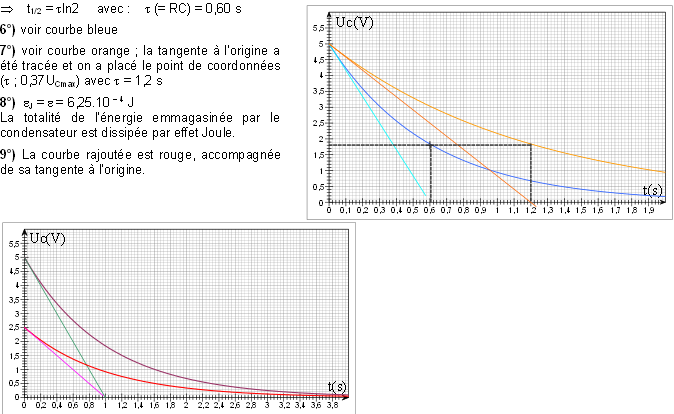 ⇒ t1/2 = τln2 avec : τ (= RC) = 0,60 s
6°) voir courbe bleue
7°) voir courbe orange ; la tangente à l'origine a
été tracée et on a placé le point de coordonnées
(τ ; 0,37UCmax) avec τ = 1,2 s
8°) εJ = ε = 6,25.10 – 4 J
La totalité de l'énergie emmagasinée par le
condensateur est dissipée par effet Joule.
9°) La courbe rajoutée est rouge, accompagnée
de sa tangente à l'origine.
Uc(V)
5,5
5
4,5
4
3,5
3
2,5
2
1,5
1
0,5
0
t(s)
0 0,1 0,2 0,3 0,4 0,5 0,6 0,7 0,8 0,9 1 1,1 1,2 1,3 1,4 1,5 1,6 1,7 1,8 1,9
Uc(V)
5,5
5
4,5
4
3,5
3
2,5
2
1,5
1
0,5
0
t(s)
0 0,2 0,4 0,6 0,8 1 1,2 1,4 1,6 1,8 2 2,2 2,4 2,6 2,8 3 3,2 3,4 3,6 3,8